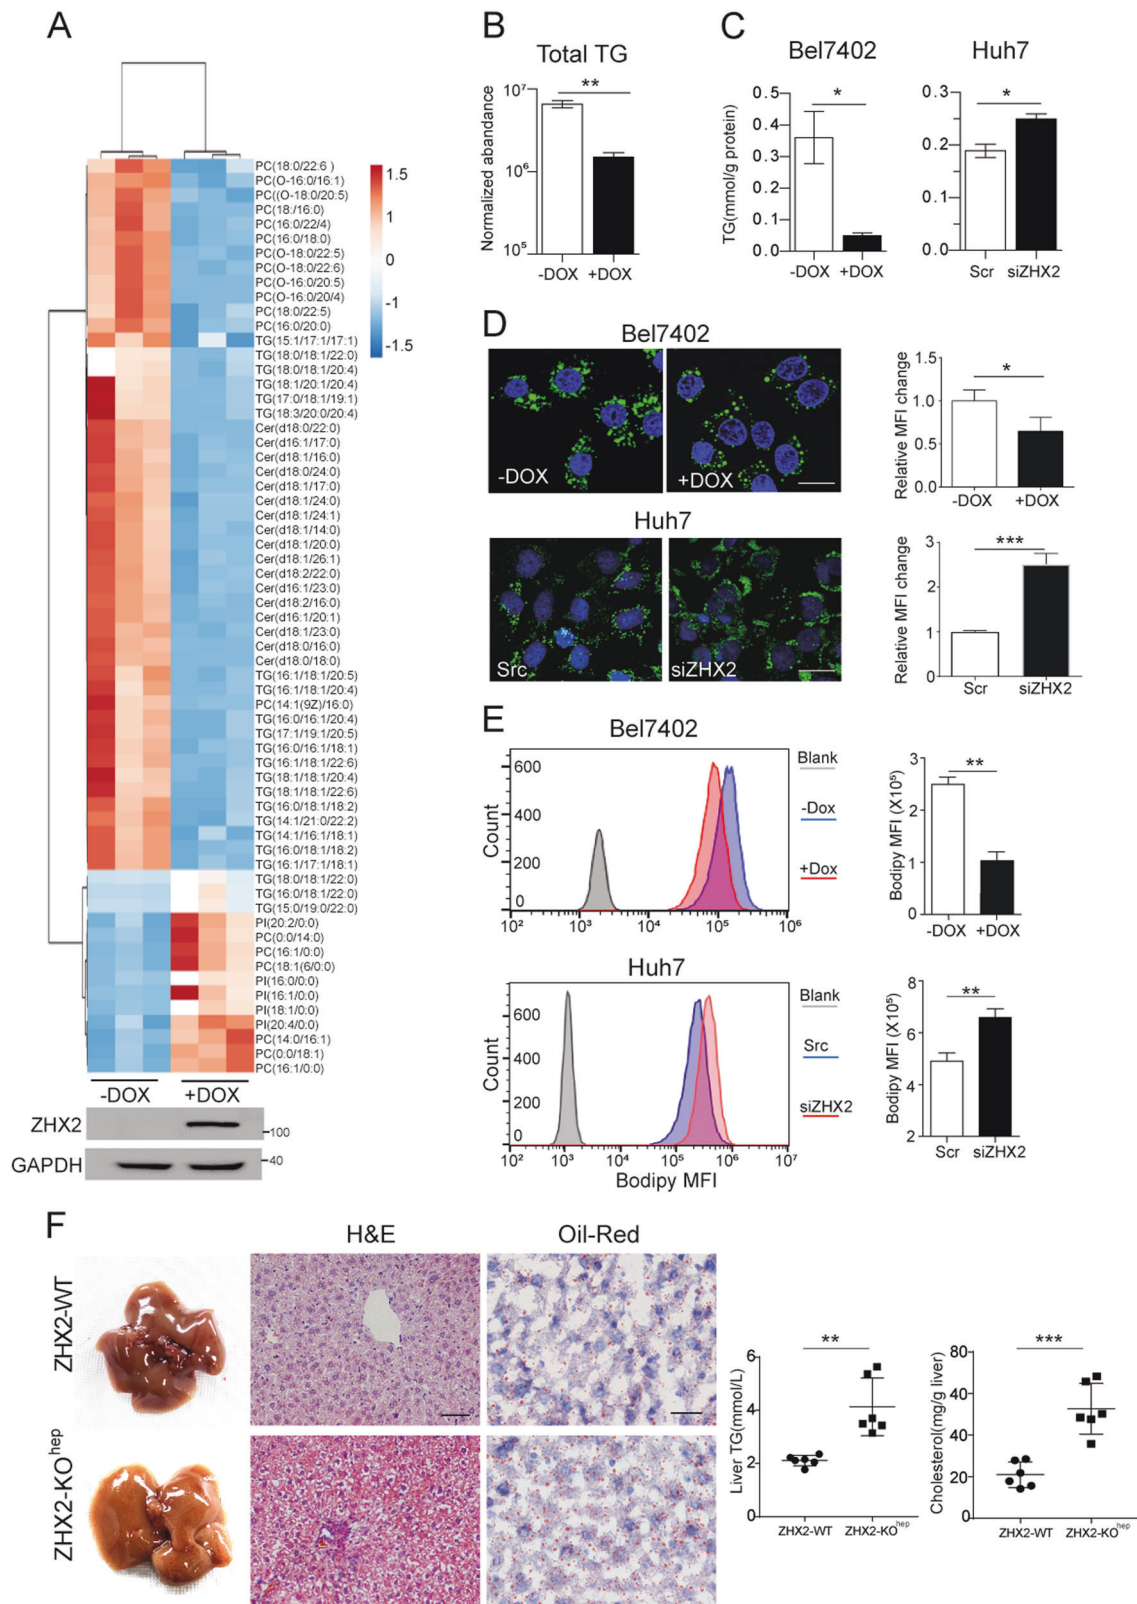 A
PC(18:0/22:6 )
PC(O-16:0/16:1)
PC((O-18:0/20:5)
PC(18:/16:0)
PC(16:0/22/4)
PC(16:0/18:0)
PC(O-18:0/22:5)
PC(O-18:0/22:6)
PC(O-16:0/20:5)
PC(O-16:0/20/4)
PC(18:0/22:5)
PC(16:0/20:0)
TG(15:1/17:1/17:1)
TG(18:0/18:1/22:0)
TG(18:0/18:1/20:4)
TG(18:1/20:1/20:4)
TG(17:0/18:1/19:1)
TG(18:3/20:0/20:4)
Cer(d18:0/22:0)
Cer(d16:1/17:0)
Cer(d18:1/16:0)
Cer(d18:0/24:0)
Cer(d18:1/17:0)
Cer(d18:1/24:0)
Cer(d18:1/24:1)
Cer(d18:1/14:0)
Cer(d18:1/20:0)
Cer(d18:1/26:1)
Cer(d18:2/22:0)
Cer(d16:1/23:0)
Cer(d18:2/16:0)
Cer(d16:1/20:1)
Cer(d18:1/23:0)
Cer(d18:0/16:0)
Cer(d18:0/18:0)
TG(16:1/18:1/20:5)
TG(16:1/18:1/20:4)
PC(14:1(9Z)/16:0)
TG(16:0/16:1/20:4)
TG(17:1/19:1/20:5)
TG(16:0/16:1/18:1)
TG(16:1/18:1/22:6)
TG(18:1/18:1/20:4)
TG(18:1/18:1/22:6)
TG(16:0/18:1/18:2)
TG(14:1/21:0/22:2)
TG(14:1/16:1/18:1)
TG(16:0/18:1/18:2)
TG(16:1/17:1/18:1)
TG(18:0/18:1/22:0)
TG(16:0/18:1/22:0)
TG(15:0/19:0/22:0)
PI(20:2/0:0)
PC(0:0/14:0)
PC(16:1/0:0)
PC(18:1(6/0:0)
PI(16:0/0:0)
PI(16:1/0:0)
PI(18:1/0:0)
PI(20:4/0:0)
PC(14:0/16:1)
PC(0:0/18:1)
PC(16:1/0:0)
1.5
1
0
-1
-1.5
-DOX +DOX
ZHX2
100
GAPDH
40
B
Total TG
**
Normalized abundance
10⁷
10⁶
10⁵
-DOX +DOX
C
Bel7402
*
TG(mmol/g protein)
0.5
0.4
0.3
0.2
0.1
0.0
-DOX +DOX
Huh7
*
0.3
0.2
0.1
0.0
Scr siZHX2
D
Bel7402
-DOX
+DOX
*
Relative MFI change
1.5
1.0
0.5
0.0
-DOX +DOX
Huh7
Src
siZHX2
***
Relative MFI change
3
2
1
0
Scr siZHX2
E
Bel7402
Count
600
400
200
0
10² 10³ 10⁴ 10⁵ 10⁶
Blank
-Dox
+Dox
**
Bodipy MFI (X10⁵)
3
2
1
0
-DOX +DOX
Huh7
Count
600
400
200
0
10² 10³ 10⁴ 10⁵ 10⁶ 10⁷
Bodipy MFI
Blank
Src
siZHX2
**
Bodipy MFI (X10⁵)
8
6
4
2
Scr siZHX2
F
H&E
Oil-Red
ZHX2-WT
ZHX2-KOʰᵉᵖ
**
Liver TG(mmol/L)
6
4
2
0
ZHX2-WT ZHX2-KOʰᵉᵖ
***
Cholesterol(mg/g liver)
80
40
60
20
0
ZHX2-WT ZHX2-KOʰᵉᵖ